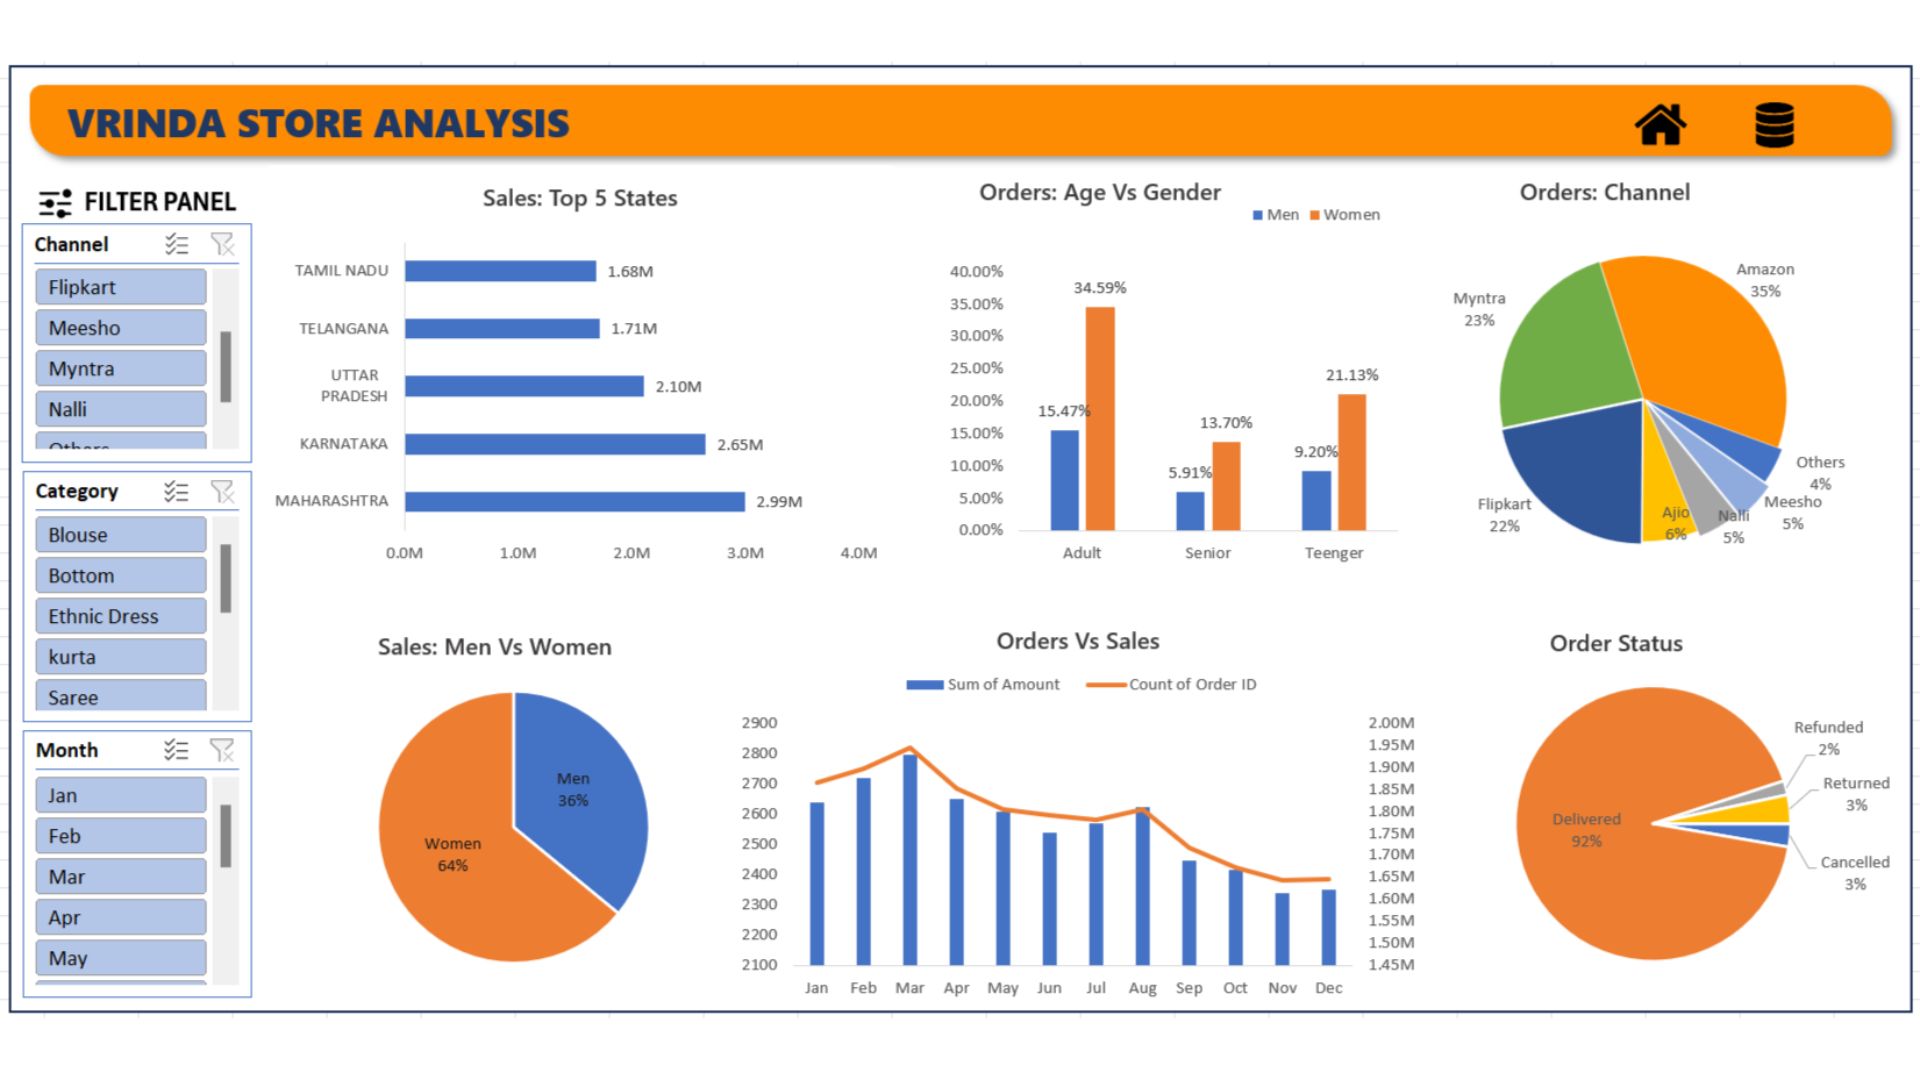 VRINDA STORE ANALYSIS
FILTER PANEL
Channel
Flipkart
Meesho
Myntra
Nalli
Others
Category
Blouse
Bottom
Ethnic Dress
kurta
Saree
Month
Jan
Feb
Mar
Apr
May
Sales: Top 5 States
TAMIL NADU
1.68M
TELANGANA
1.71M
UTTAR
PRADESH
2.10M
KARNATAKA
2.65M
MAHARASHTRA
2.99M
0.0M 1.0M 2.0M 3.0M 4.0M
Orders: Age Vs Gender
Men Women
40.00%
35.00%
30.00%
25.00%
20.00%
15.00%
10.00%
5.00%
0.00%
15.47%
34.59%
5.91%
13.70%
9.20%
21.13%
Adult Senior Teenger
Orders: Channel
Amazon
35%
Others
4%
Meesho
5%
Nalli
5%
Ajio
6%
Flipkart
22%
Myntra
23%
Sales: Men Vs Women
Men
36%
Women
64%
Orders Vs Sales
Sum of Amount Count of Order ID
2900
2800
2700
2600
2500
2400
2300
2200
2100
2.00M
1.95M
1.90M
1.85M
1.80M
1.75M
1.70M
1.65M
1.60M
1.55M
1.50M
1.45M
Jan Feb Mar Apr May Jun Jul Aug Sep Oct Nov Dec
Order Status
Refunded
2%
Returned
3%
Delivered
92%
Cancelled
3%